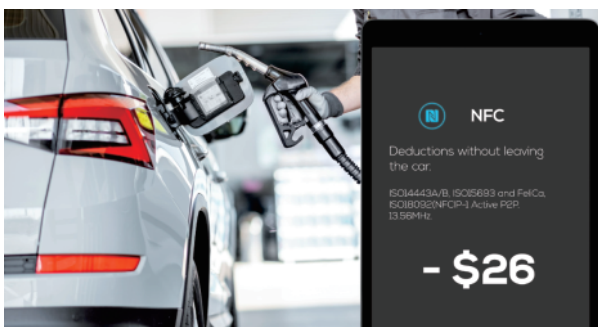 NFC
Deductions without leaving
the car.
ISO14443A/B, ISO15693 and FeliCa,
ISO18092(NFCIP-1) Active P2P,
13.56MHz.
- $26